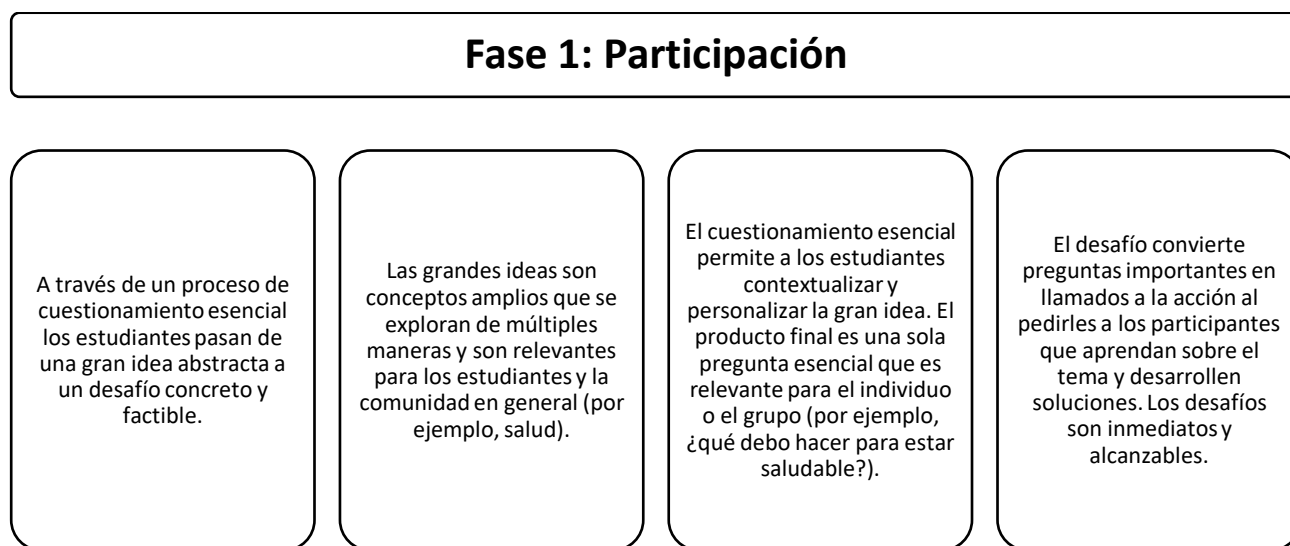 Fase 1: Participación
A través de un proceso de
cuestionamiento esencial
los estudiantes pasan de
una gran idea abstracta a
un desafío concreto y
factible.
Las grandes ideas son
conceptos amplios que se
exploran de múltiples
maneras y son relevantes
para los estudiantes y la
comunidad en general (por
ejemplo, salud).
El cuestionamiento esencial
permite a los estudiantes
contextualizar y
personalizar la gran idea. El
producto final es una sola
pregunta esencial que es
relevante para el individuo
o el grupo (por ejemplo,
¿qué debo hacer para estar
saludable?).
El desafío convierte
preguntas importantes en
llamados a la acción al
pedirles a los participantes
que aprendan sobre el
tema y desarrollen
soluciones. Los desafíos
son inmediatos y
alcanzables.